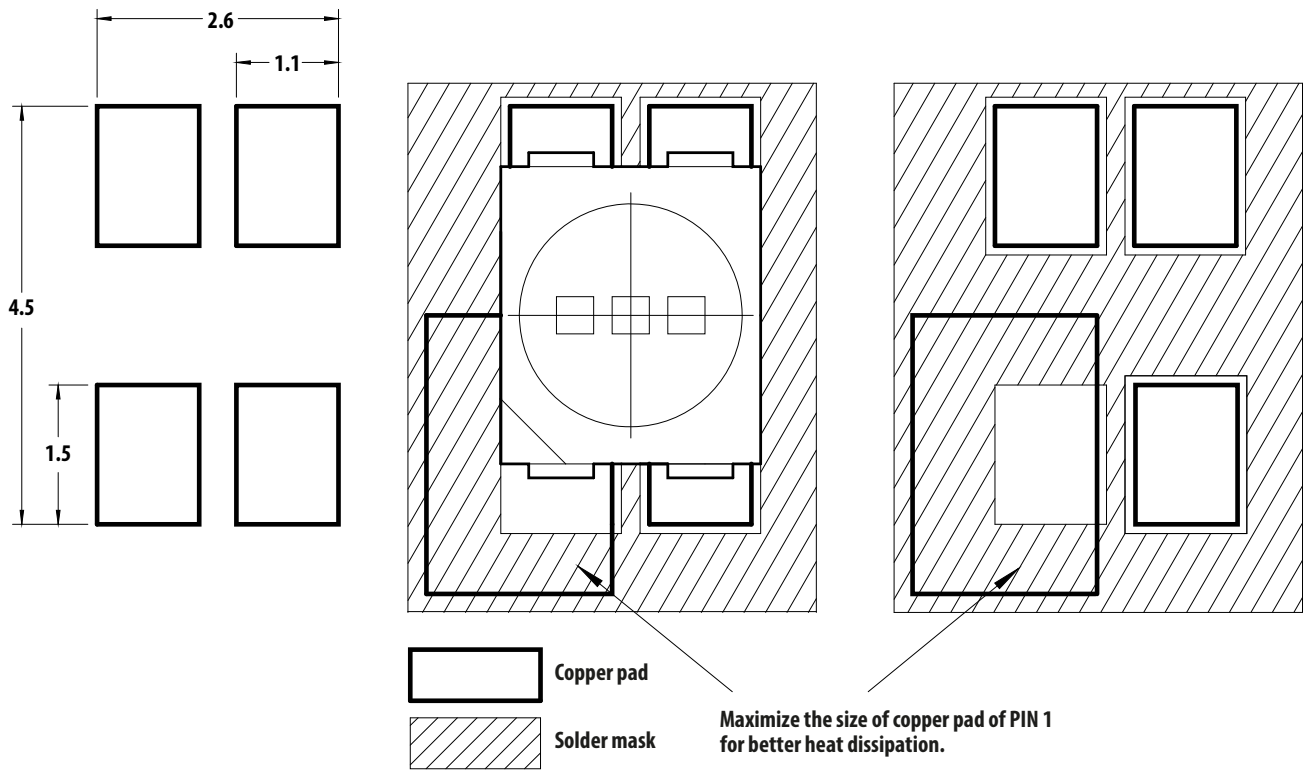 2.6
1.1
4.5
1.5
Copper pad
Solder mask
Maximize the size of copper pad of PIN 1
for better heat dissipation.